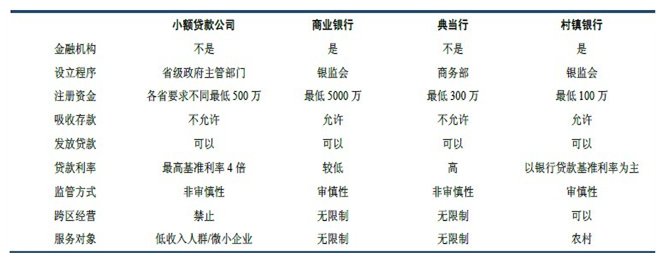 小额贷款公司 商业银行 典当行 村镇银行
金融机构 不是 是 不是 是
设立程序 省级政府主管部门 银监会 商务部 银监会
注册资金 各省要求不同最低 500 万 最低 5000 万 最低 300 万 最低 100 万
吸收存款 不允许 允许 不允许 允许
发放贷款 可以 可以 可以 可以
贷款利率 最高基准利率 4 倍 较低 高 以银行贷款基准利率为主
监管方式 非审慎性 审慎性 非审慎性 审慎性
跨区经营 禁止 无限制 无限制 可以
服务对象 低收入人群/微小企业 无限制 无限制 农村